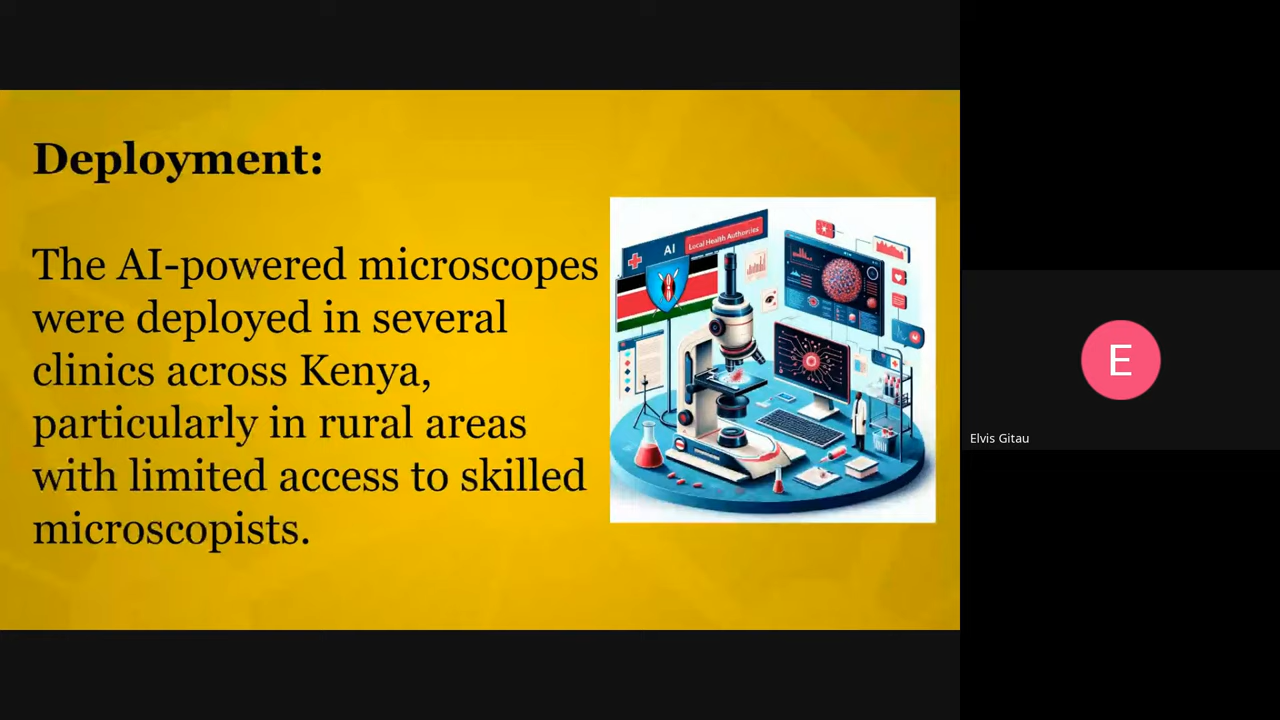 Deployment:
The AI-powered microscopes
were deployed in several
clinics across Kenya,
particularly in rural areas
with limited access to skilled
microscopists.
AI
Local Health Authorities
E
Elvis Gitau